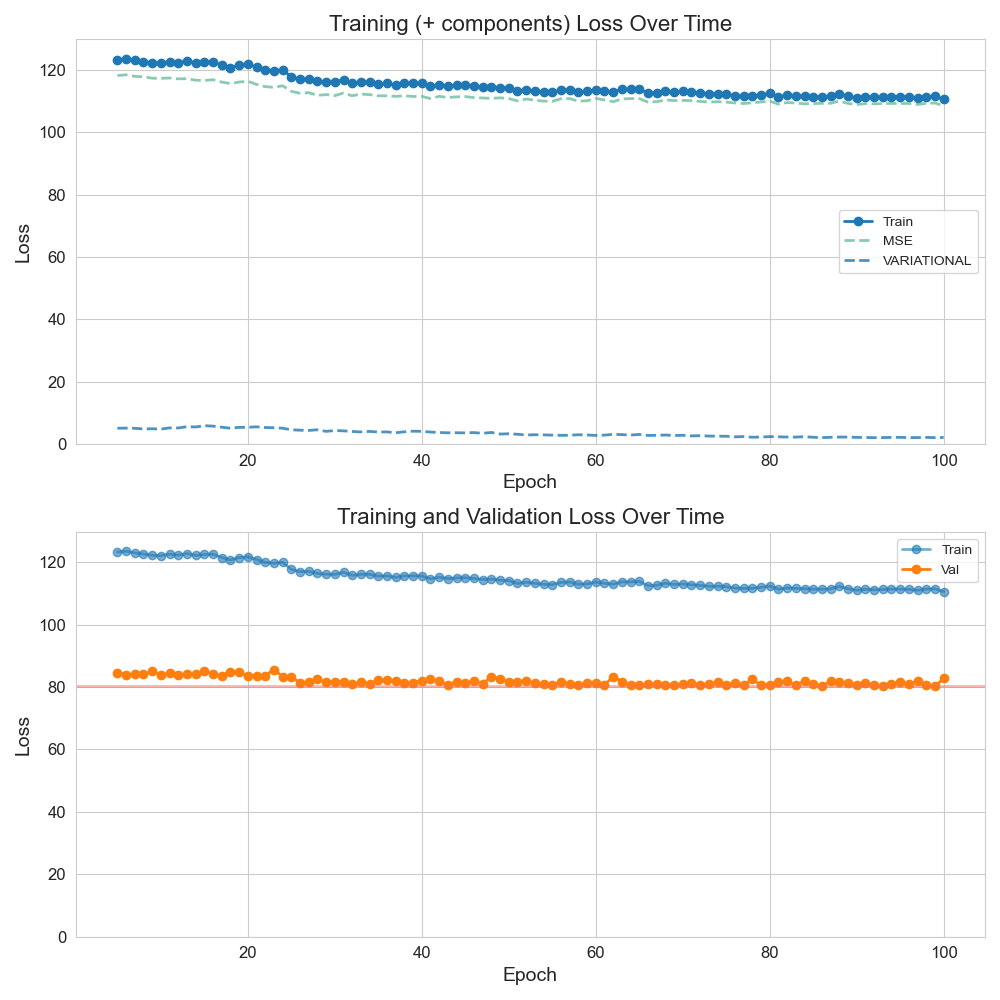 Training (+ components) Loss Over Time
120
100
80
60
40
20
0
Loss
Train
MSE
VARIATIONAL
20 40 60 80 100
Epoch
Training and Validation Loss Over Time
120
100
80
60
40
20
0
Loss
Train
Val
20 40 60 80 100
Epoch